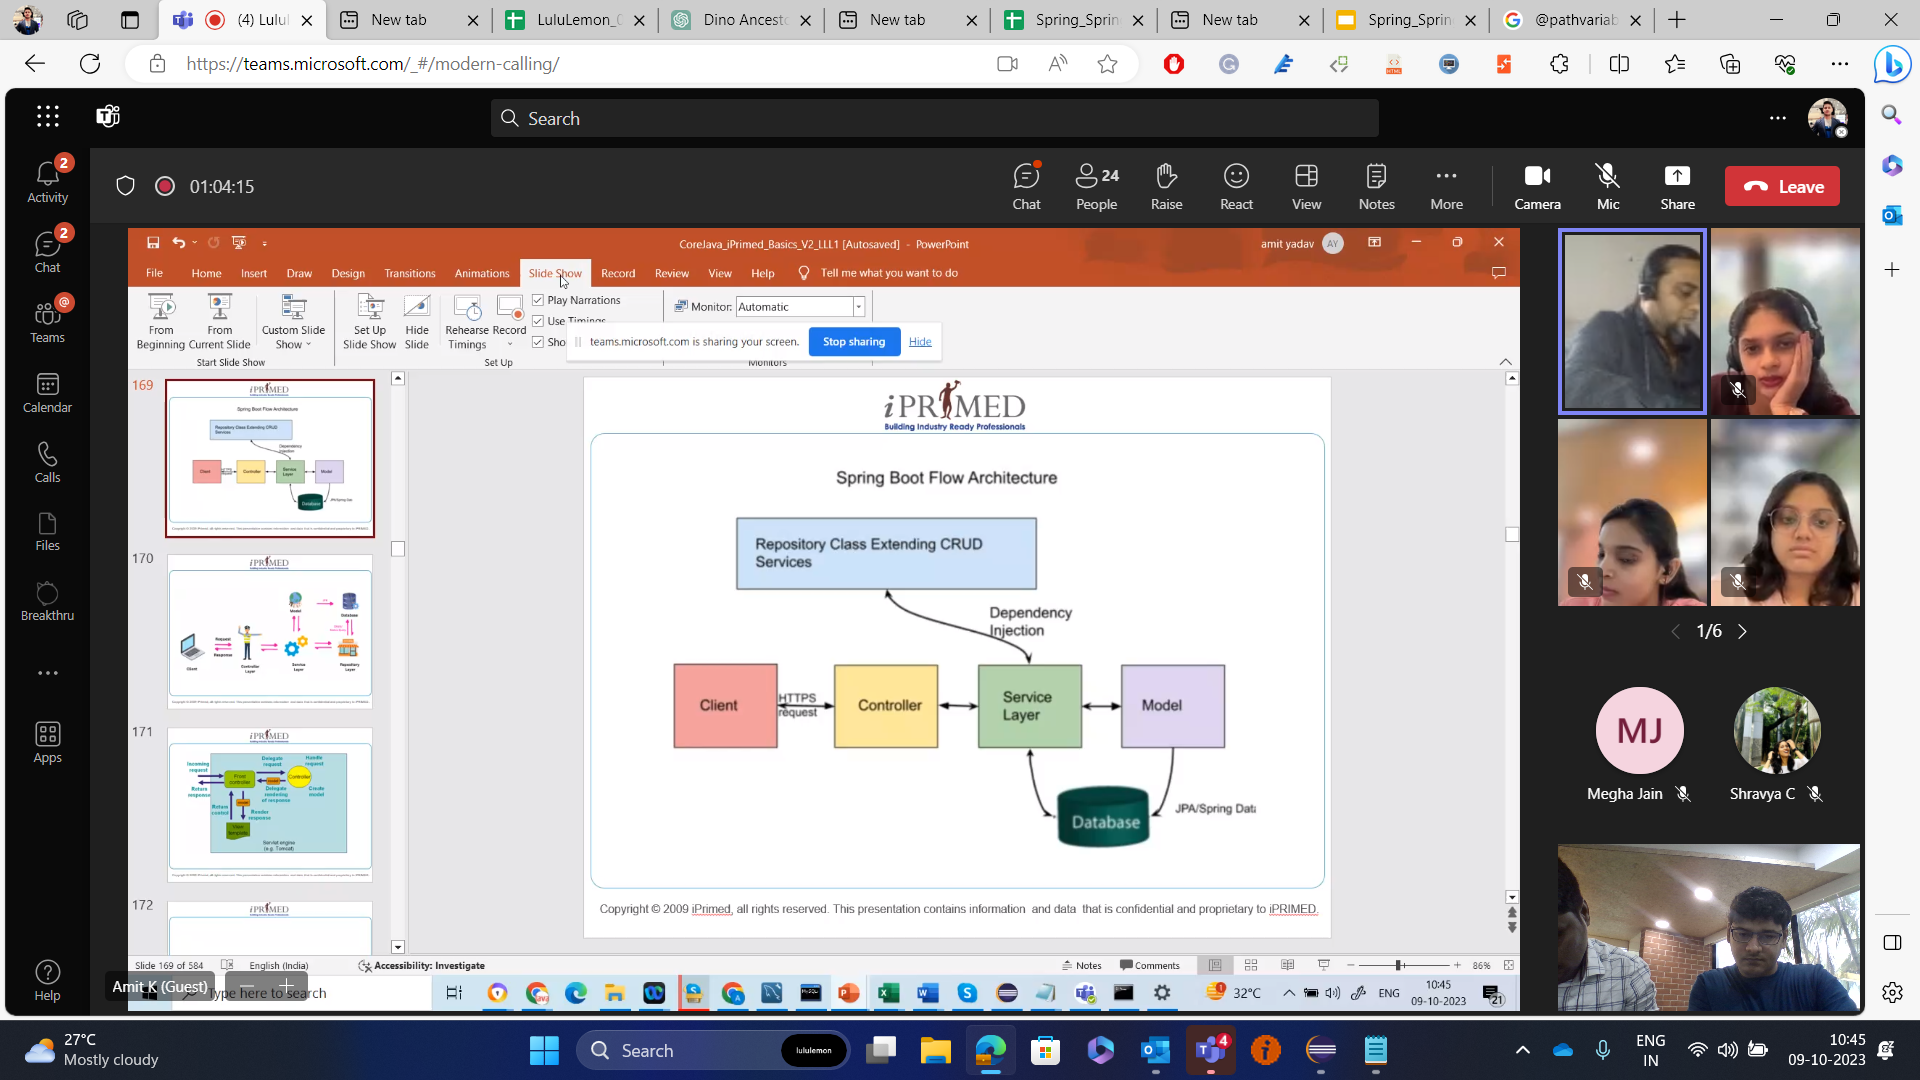 (4) Lulul
New tab
LuluLemon_C
Dino Ancesto
New tab
Spring_Sprin
New tab
Spring_Sprin
@pathvariab
https://teams.microsoft.com/_#/modern-calling/
Search
Activity
2
Chat
2
Teams
@
Calendar
Calls
Files
Breakthru
Apps
Help
01:04:15
Chat
People
24
Raise
React
View
Notes
More
Camera
Mic
Share
Leave
CoreJava_iPrimed_Basics_V2_LLL1 [Autosaved] - PowerPoint
amit yadav
AY
File Home Insert Draw Design Transitions Animations Slide Show Record Review View Help Tell me what you want to do
From Beginning
From Current Slide
Custom Slide Show
Set Up Slide Show
Hide Slide
Rehearse Timings
Record
Play Narrations
Use Timings
Sho
Monitor: Automatic
teams.microsoft.com is sharing your screen. Stop sharing Hide
Start Slide Show
Set Up
Monitors
169
170
171
172
iPRIMED
Building Industry Ready Professionals
Spring Boot Flow Architecture
Repository Class Extending CRUD
Services
Dependency
Injection
Client
HTTPS
request
Controller
Service
Layer
Model
Database
JPA/Spring Data
Copyright © 2009 iPrimed, all rights reserved. This presentation contains information and data that is confidential and proprietary to iPRIMED.
Slide 169 of 584
English (India)
Accessibility: Investigate
Notes
Comments
86%
Amit K (Guest)
Type here to search
32°C
ENG
10:45
09-10-2023
21
1/6
MJ
Megha Jain
Shravya C
27°C
Mostly cloudy
Search
lululemon
4
ENG
IN
10:45
09-10-2023